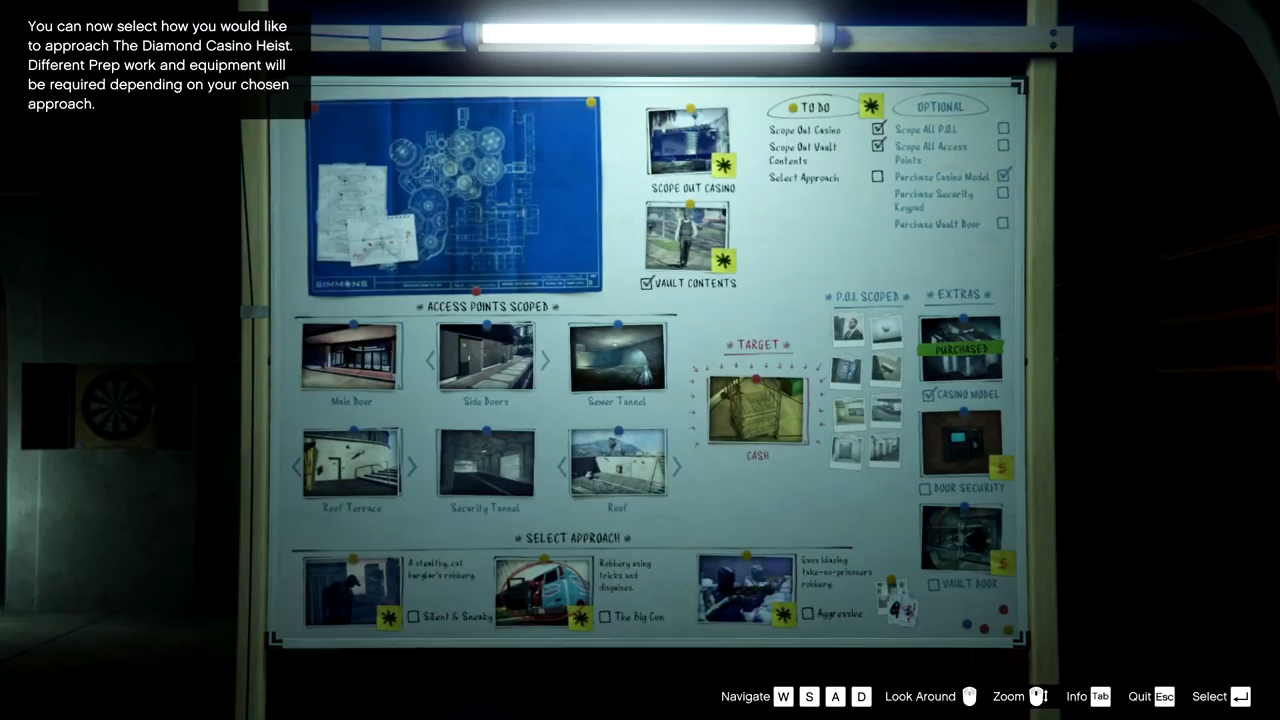 You can now select how you would like
to approach The Diamond Casino Heist.
Different Prep work and equipment will
be required depending on your chosen
approach.
TO DO
Scope Out Casino
Scope Out Vault
Contents
Select Approach
OPTIONAL
Scope All P.O.I.
Scope All Access
Points
Purchase Casino Model
Purchase Security
Keypad
Purchase Vault Door
SCOPE OUT CASINO
VAULT CONTENTS
SIMMONS
ACCESS POINTS SCOPED
Main Door
Side Doors
Sewer Tunnel
Roof Terrace
Security Tunnel
Roof
TARGET
CASH
P.O.I. SCOPED
EXTRAS
PURCHASED
CASINO MODEL
$
DOOR SECURITY
$
VAULT DOOR
SELECT APPROACH
A stealthy, cat
burglar's robbery.
Silent & Sneaky
Robbery using
tricks and
disguises.
The Big Con
Guns blazing
take-no-prisoners
robbery.
Aggressive
Navigate W S A D Look Around Zoom Info Tab Quit Esc Select